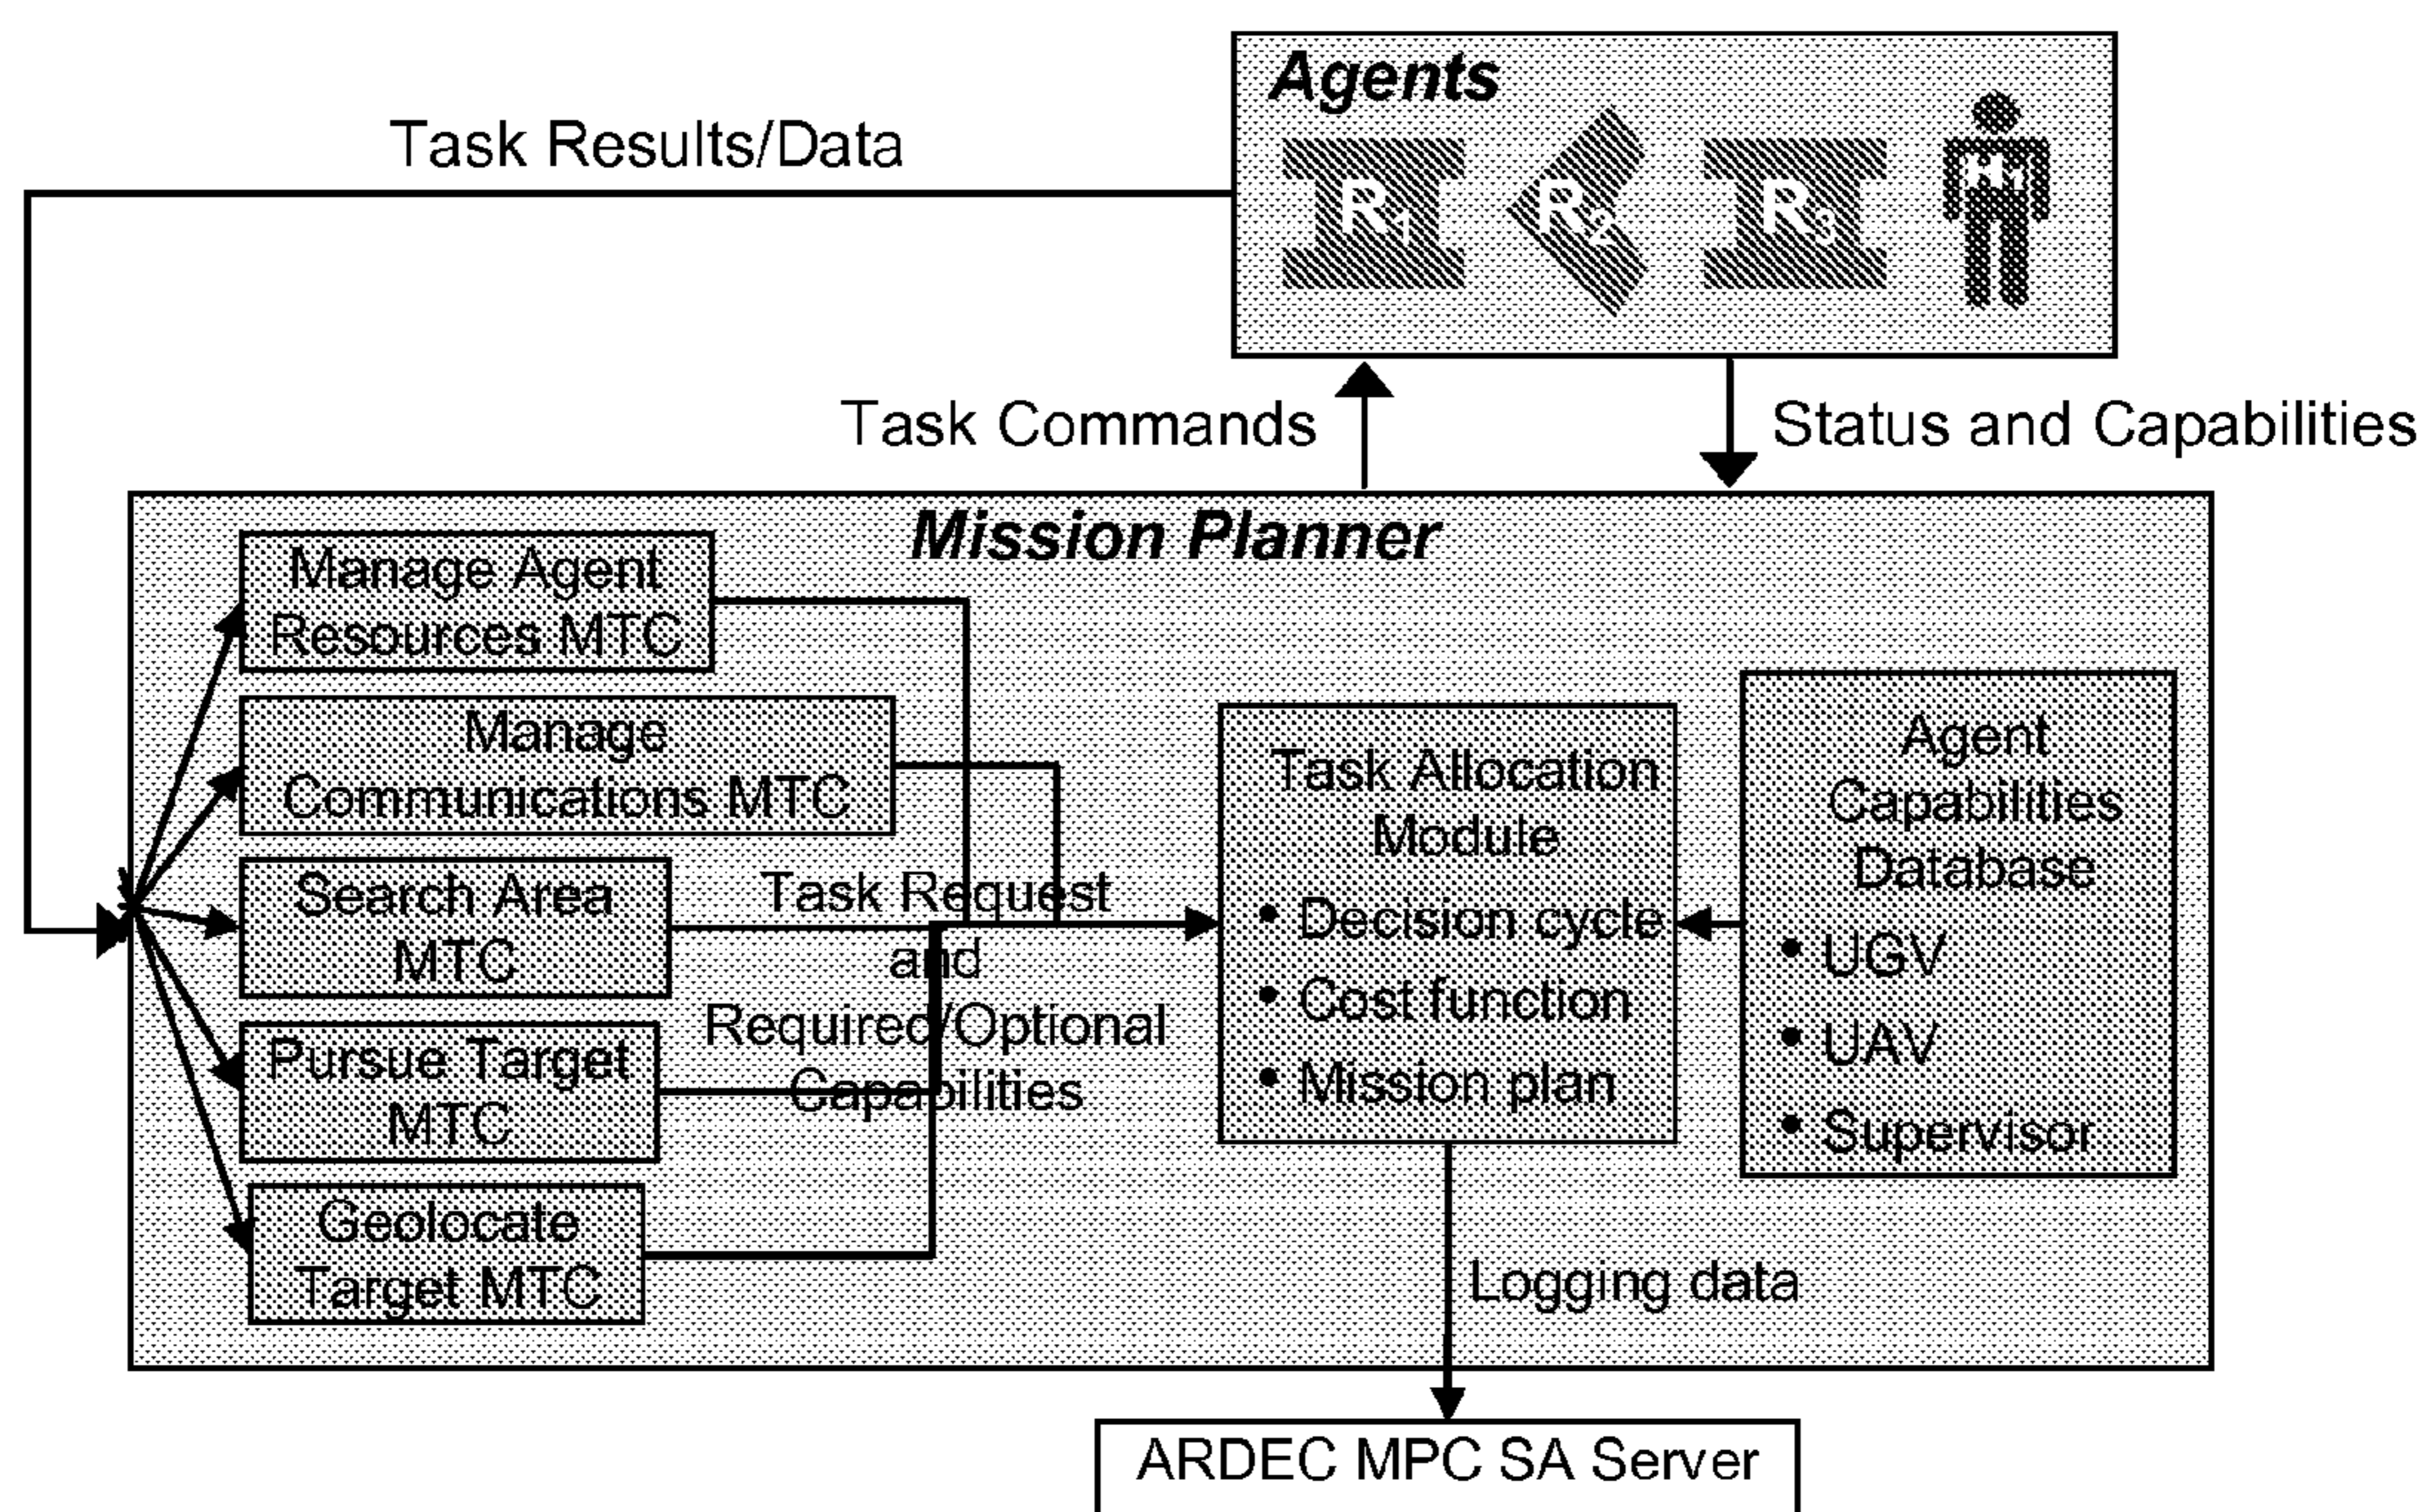 Agents
R1
R2
R3
H1
Task Results/Data
Task Commands
Status and Capabilities
Mission Planner
Manage Agent
Resources MTC
Manage
Communications MTC
Search Area
MTC
Pursue Target
MTC
Geolocate
Target MTC
Task Request
and
Required/Optional
Capabilities
Task Allocation
Module
• Decision cycle
• Cost function
• Mission plan
Agent
Capabilities
Database
• UGV
• UAV
• Supervisor
Logging data
ARDEC MPC SA Server